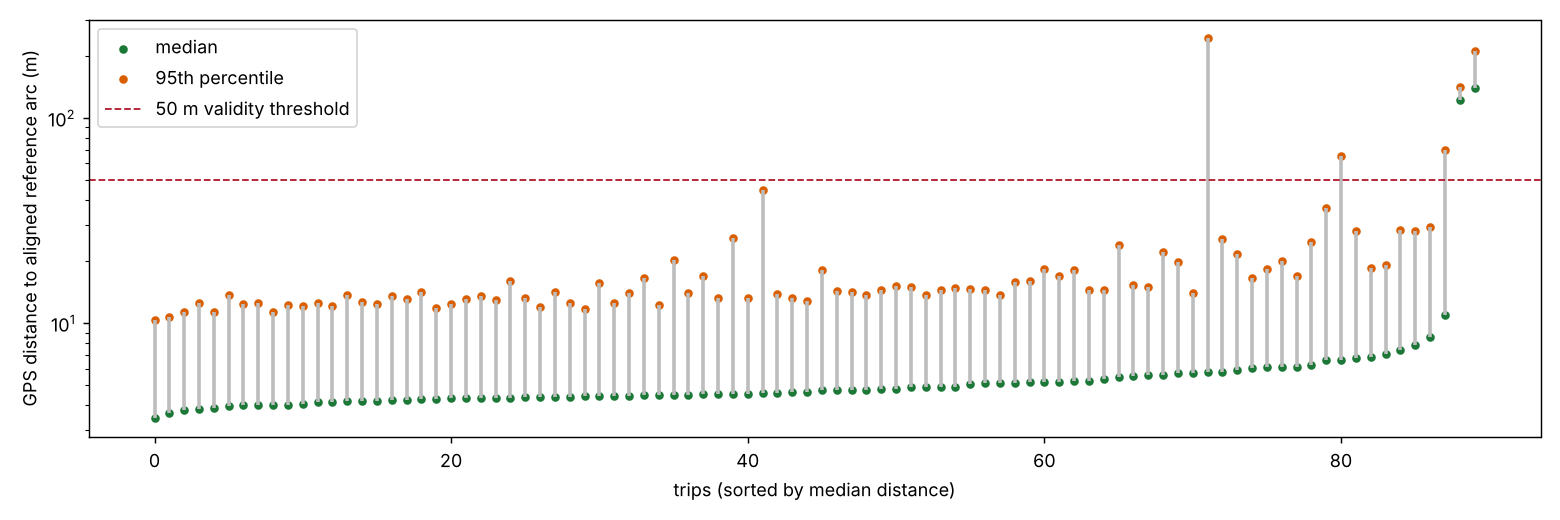 median
95th percentile
50 m validity threshold
GPS distance to aligned reference arc (m)
10²
10¹
0 20 40 60 80
trips (sorted by median distance)